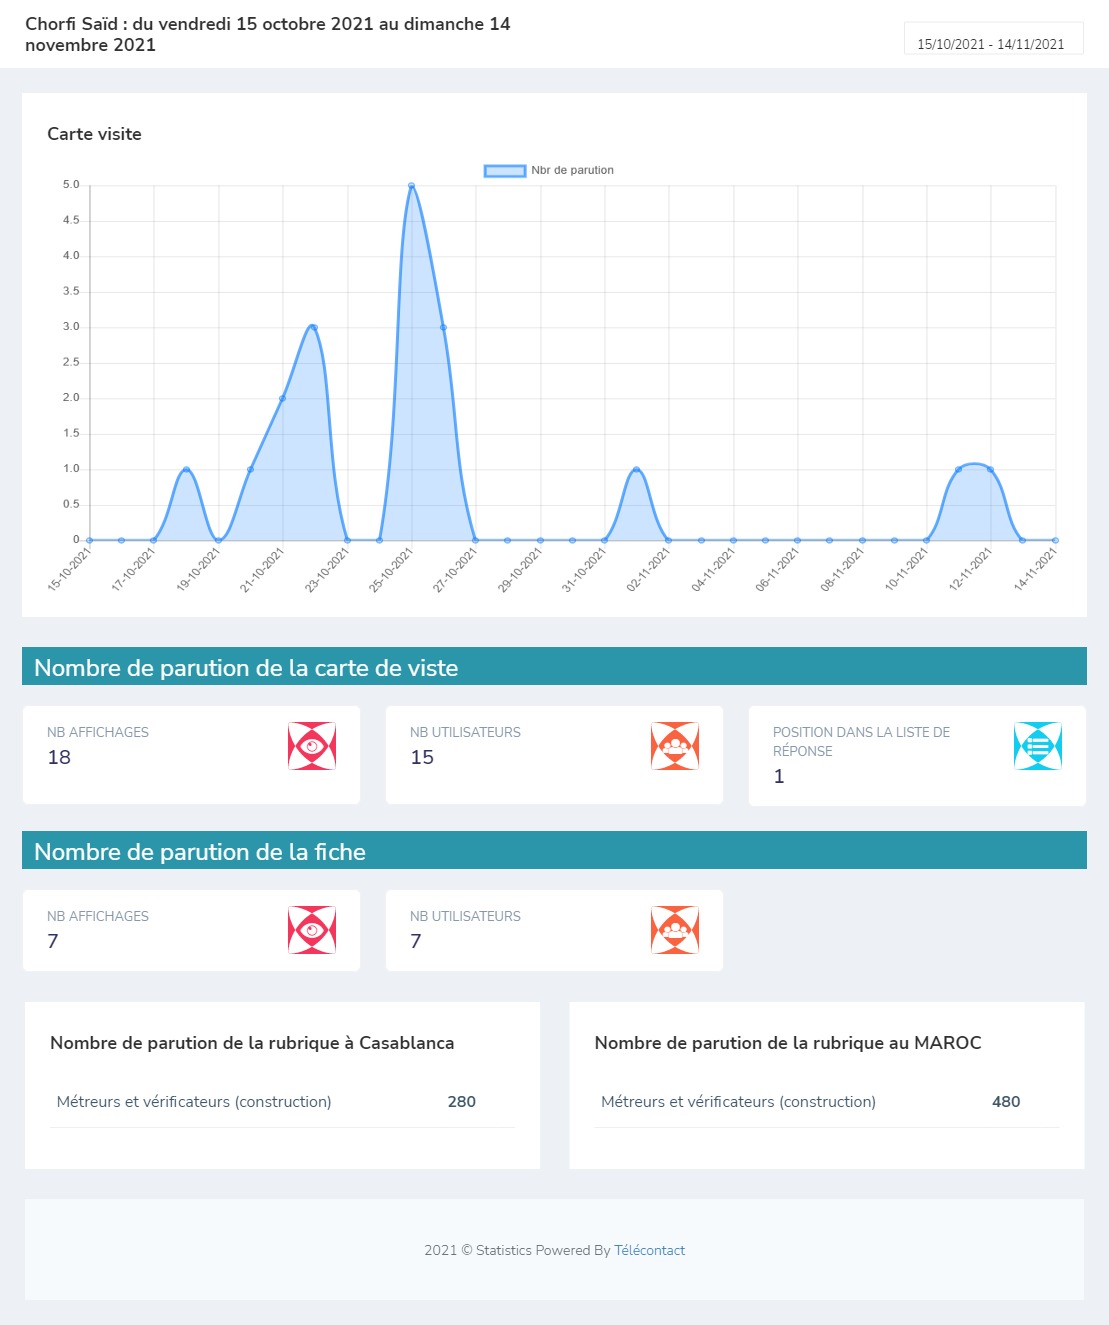 Chorfi Saïd : du vendredi 15 octobre 2021 au dimanche 14
novembre 2021
15/10/2021 - 14/11/2021
Carte visite
Nbr de parution
5.0
4.5
4.0
3.5
3.0
2.5
2.0
1.5
1.0
0.5
0
15-10-2021
17-10-2021
19-10-2021
21-10-2021
23-10-2021
25-10-2021
27-10-2021
29-10-2021
31-10-2021
02-11-2021
04-11-2021
06-11-2021
08-11-2021
10-11-2021
12-11-2021
14-11-2021
Nombre de parution de la carte de viste
NB AFFICHAGES
18
NB UTILISATEURS
15
POSITION DANS LA LISTE DE
RÉPONSE
1
Nombre de parution de la fiche
NB AFFICHAGES
7
NB UTILISATEURS
7
Nombre de parution de la rubrique à Casablanca
Métreurs et vérificateurs (construction) 280
Nombre de parution de la rubrique au MAROC
Métreurs et vérificateurs (construction) 480
2021 © Statistics Powered By Télécontact